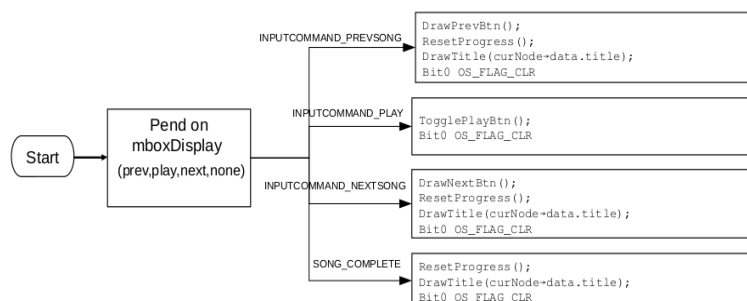 Start
Pend on
mboxDisplay
(prev,play,next,none)
INPUTCOMMAND_PREVSONG
DrawPrevBtn();
ResetProgress();
DrawTitle(curNode→data.title);
Bit0 OS_FLAG_CLR
INPUTCOMMAND_PLAY
TogglePlayBtn();
Bit0 OS_FLAG_CLR
INPUTCOMMAND_NEXTSONG
DrawNextBtn();
ResetProgress();
DrawTitle(curNode→data.title);
Bit0 OS_FLAG_CLR
SONG_COMPLETE
ResetProgress();
DrawTitle(curNode→data.title);
Bit0 OS_FLAG_CLR